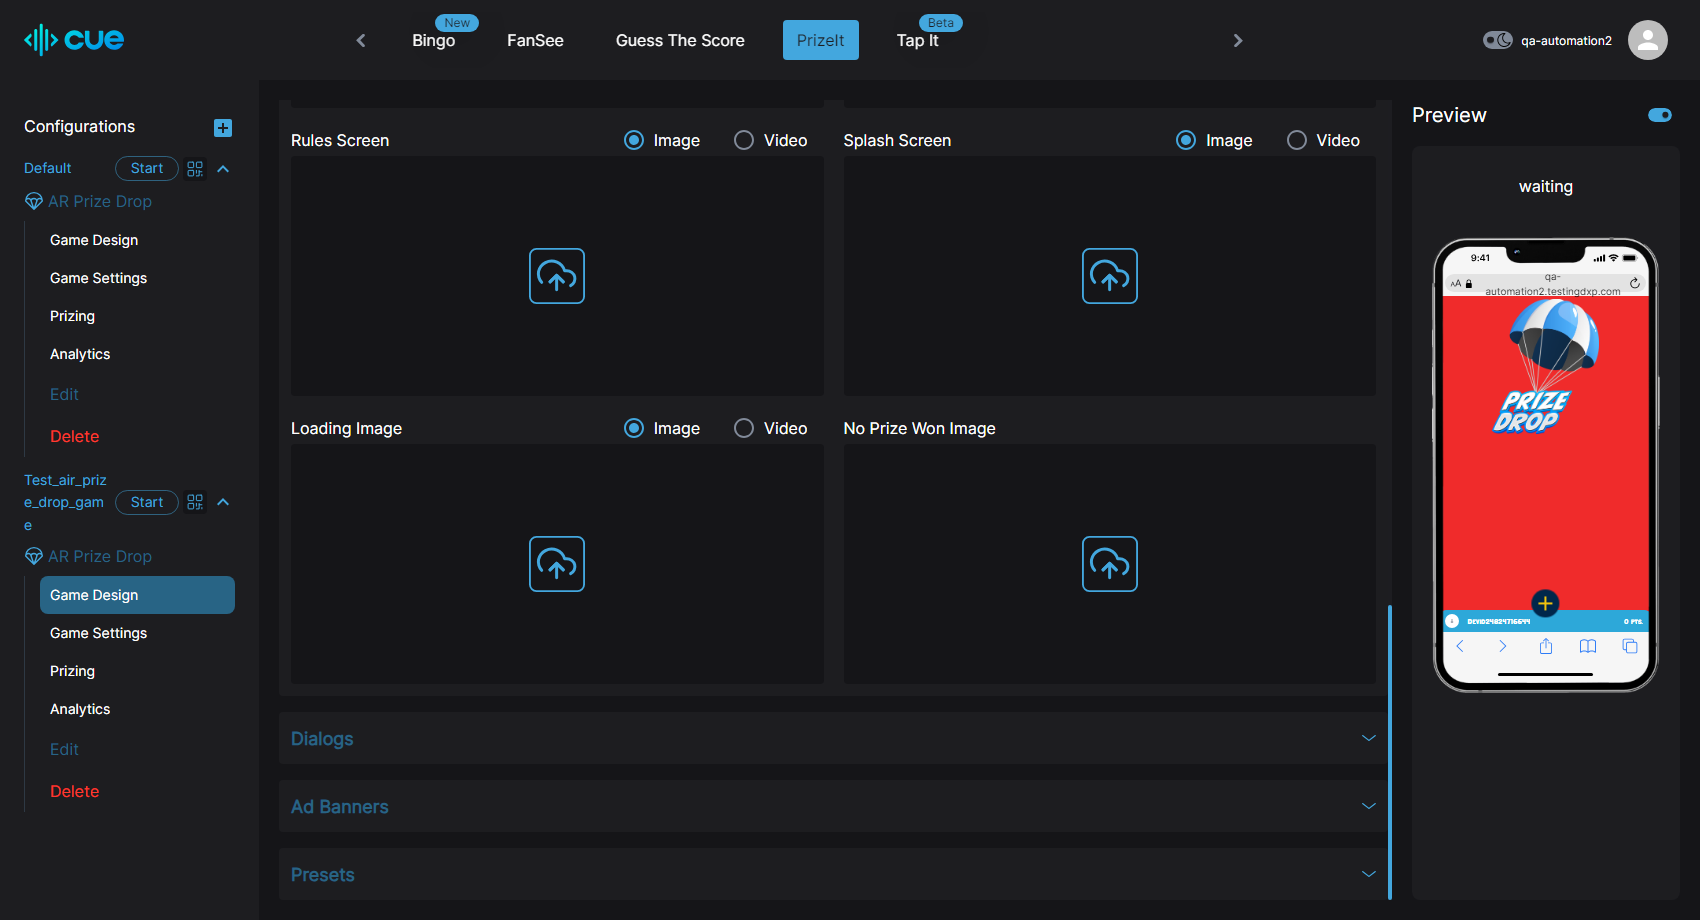 cue
Bingo
New
FanSee
Guess The Score
PrizeIt
Tap It
Beta
qa-automation2
Configurations
Default
Start
AR Prize Drop
Game Design
Game Settings
Prizing
Analytics
Edit
Delete
Test_air_priz
e_drop_gam
e
Start
AR Prize Drop
Game Design
Game Settings
Prizing
Analytics
Edit
Delete
Rules Screen
Image
Video
Splash Screen
Image
Video
Loading Image
Image
Video
No Prize Won Image
Dialogs
Ad Banners
Presets
Preview
waiting
9:41
AA
qa-
automation2.testingdxp.com
PRIZE
DROP
0 PTS.